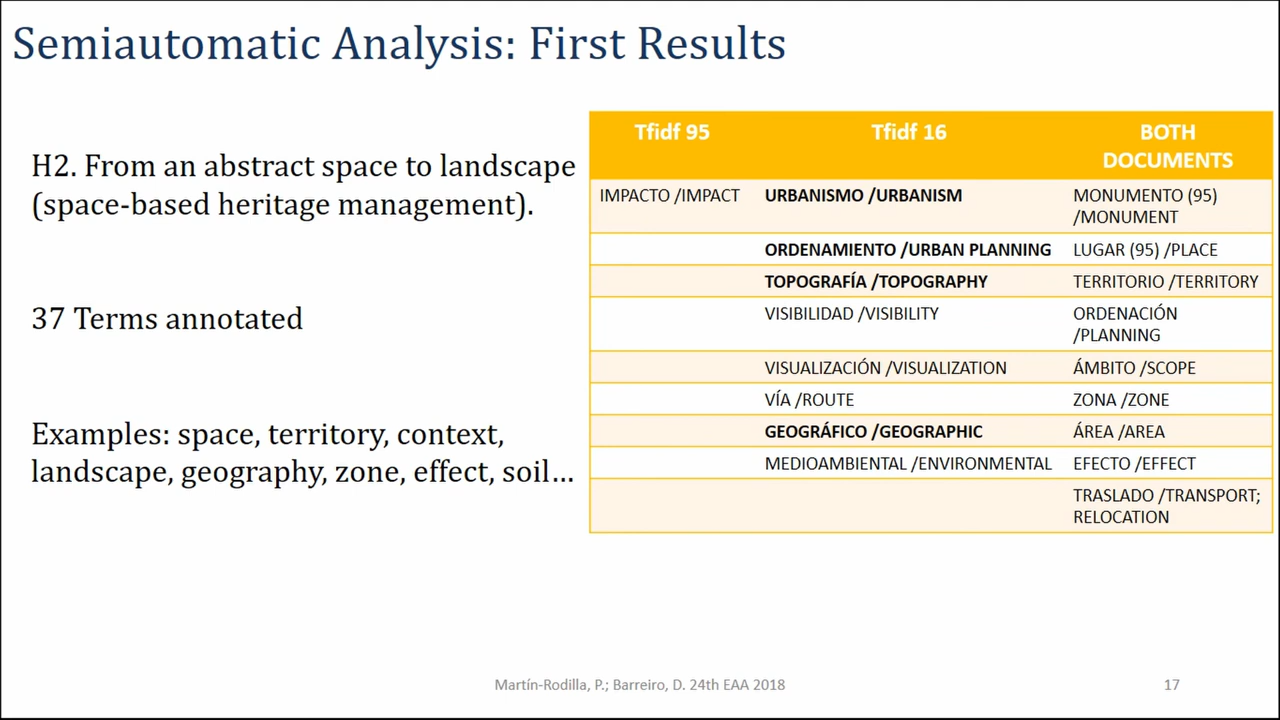 Semiautomatic Analysis: First Results
H2. From an abstract space to landscape
(space-based heritage management).
37 Terms annotated
Examples: space, territory, context,
landscape, geography, zone, effect, soil…
Tfidf 95 Tfidf 16 BOTH
DOCUMENTS
IMPACTO /IMPACT URBANISMO /URBANISM MONUMENTO (95)
/MONUMENT
ORDENAMIENTO /URBAN PLANNING LUGAR (95) /PLACE
TOPOGRAFÍA /TOPOGRAPHY TERRITORIO /TERRITORY
VISIBILIDAD /VISIBILITY ORDENACIÓN
/PLANNING
VISUALIZACIÓN /VISUALIZATION ÁMBITO /SCOPE
VÍA /ROUTE ZONA /ZONE
GEOGRÁFICO /GEOGRAPHIC ÁREA /AREA
MEDIOAMBIENTAL /ENVIRONMENTAL EFECTO /EFFECT
TRASLADO /TRANSPORT;
RELOCATION
Martín-Rodilla, P.; Barreiro, D. 24th EAA 2018 17